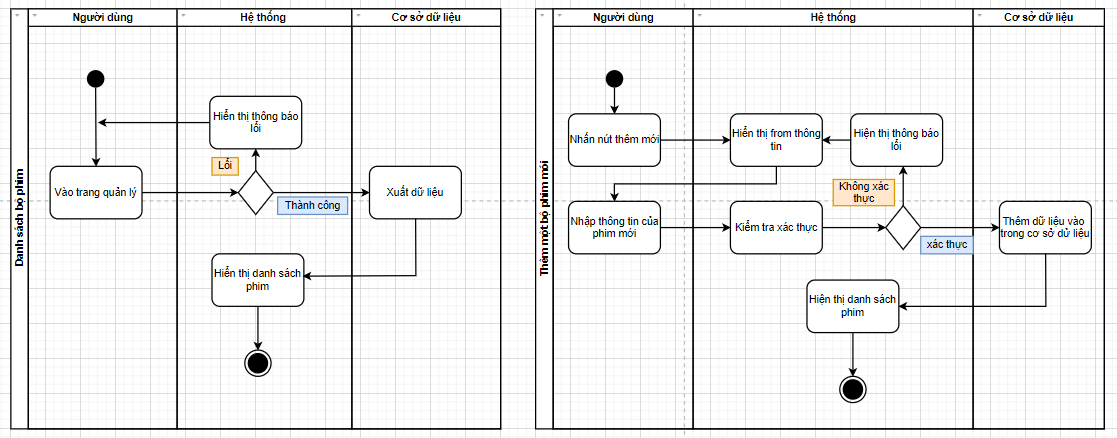 Danh sách bộ phim
Người dùng
Hệ thống
Cơ sở dữ liệu
Hiển thị thông báo
lỗi
Lỗi
Vào trang quản lý
Thành công
Xuất dữ liệu
Hiển thị danh sách
phim
Thêm một bộ phim mới
Người dùng
Hệ thống
Cơ sở dữ liệu
Nhấn nút thêm mới
Hiển thị from thông
tin
Hiện thị thông báo
lỗi
Không xác
thực
Nhập thông tin của
phim mới
Kiểm tra xác thực
xác thực
Thêm dữ liệu vào
trong cơ sở dử liệu
Hiện thị danh sách
phim